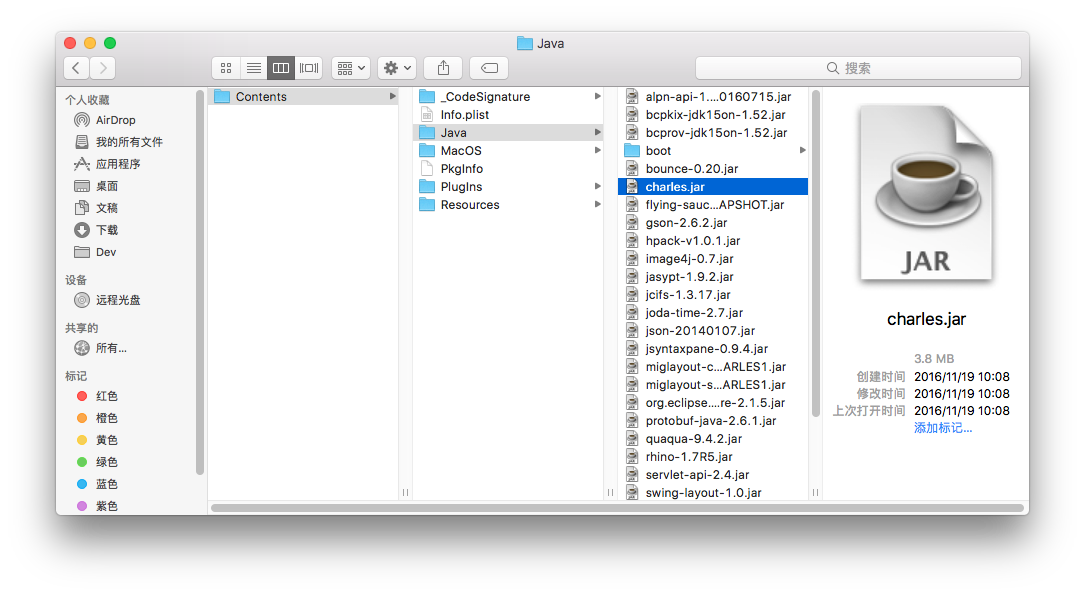 Java
搜索
个人收藏
AirDrop
我的所有文件
应用程序
桌面
文稿
下载
Dev
设备
远程光盘
共享的
所有...
标记
红色
橙色
黄色
绿色
蓝色
紫色
Contents
_CodeSignature
Info.plist
Java
MacOS
PkgInfo
PlugIns
Resources
alpn-api-1....0160715.jar
bcpkix-jdk15on-1.52.jar
bcprov-jdk15on-1.52.jar
boot
bounce-0.20.jar
charles.jar
flying-sauc...APSHOT.jar
gson-2.6.2.jar
hpack-v1.0.1.jar
image4j-0.7.jar
jasypt-1.9.2.jar
jcifs-1.3.17.jar
joda-time-2.7.jar
json-20140107.jar
jsyntaxpane-0.9.4.jar
miglayout-c...ARLES1.jar
miglayout-s...ARLES1.jar
org.eclipse....re-2.1.5.jar
protobuf-java-2.6.1.jar
quaqua-9.4.2.jar
rhino-1.7R5.jar
servlet-api-2.4.jar
swing-layout-1.0.jar
JAR
charles.jar
3.8 MB
创建时间 2016/11/19 10:08
修改时间 2016/11/19 10:08
上次打开时间 2016/11/19 10:08
添加标记...